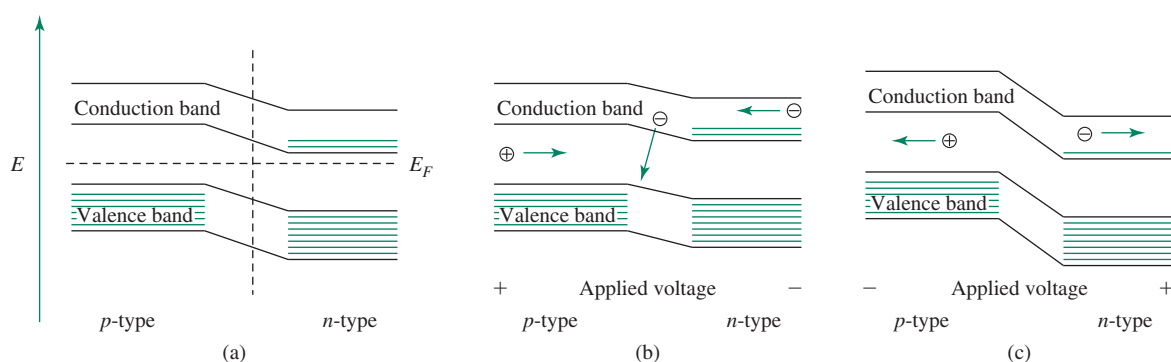 E
Conduction band
Valence band
E_F
p-type
n-type
(a)
Conduction band
⊖
⊖
⊕
Valence band
+ Applied voltage −
p-type
n-type
(b)
Conduction band
⊕
⊖
Valence band
− Applied voltage +
p-type
n-type
(c)